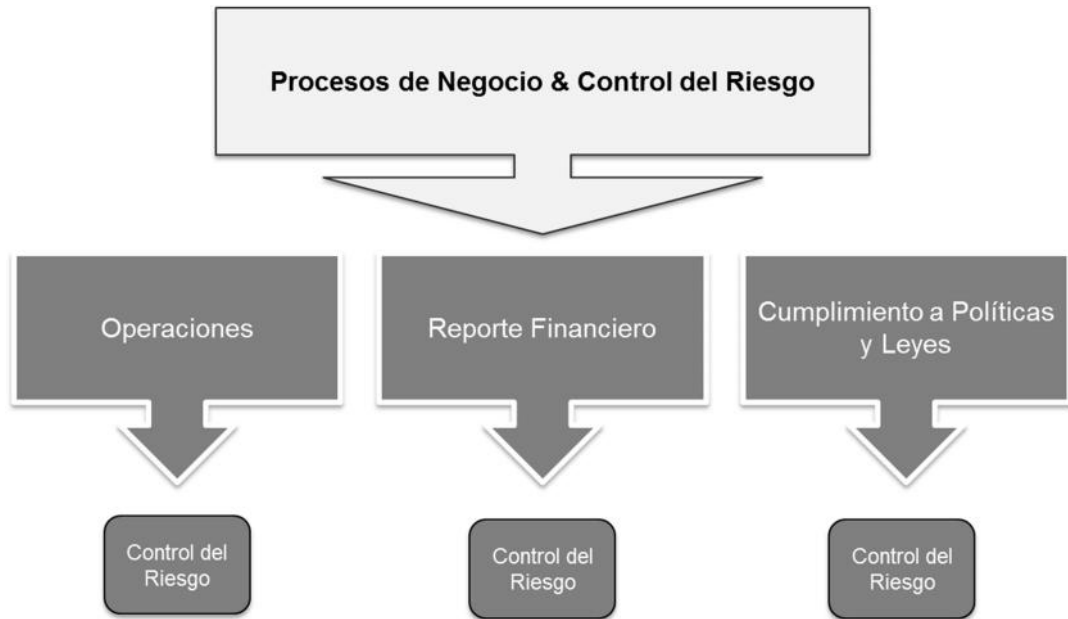 Procesos de Negocio & Control del Riesgo
Operaciones
Reporte Financiero
Cumplimiento a Políticas
y Leyes
Control del
Riesgo
Control del
Riesgo
Control del
Riesgo